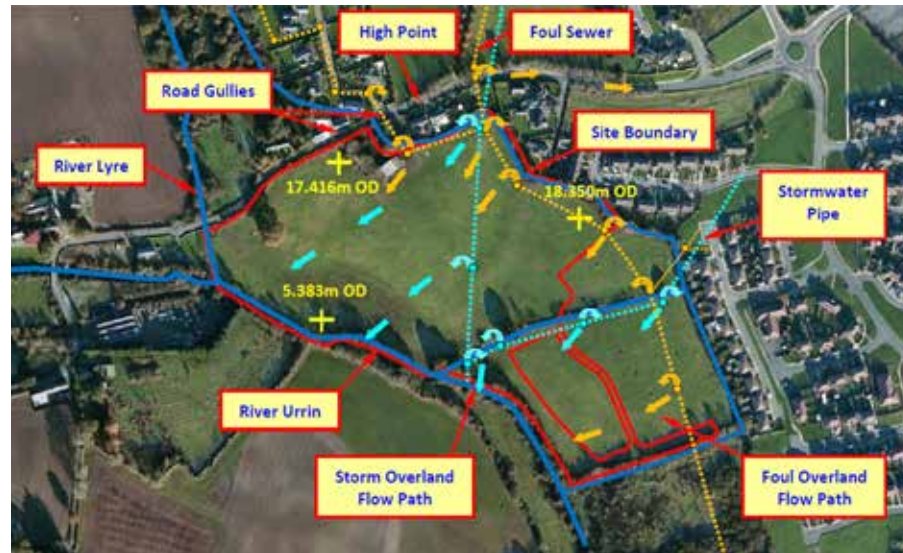 High Point
Foul Sewer
Road Gullies
Site Boundary
River Lyre
17.416m OD
18.350m OD
Stormwater
Pipe
5.383m OD
River Urrin
Storm Overland
Flow Path
Foul Overland
Flow Path